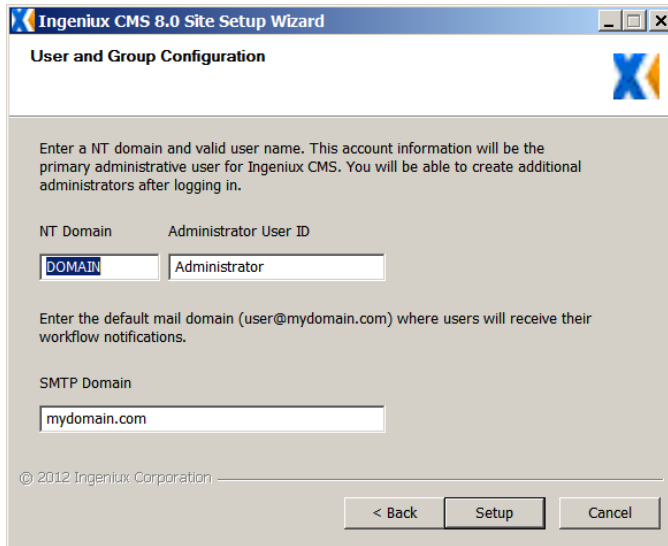 Ingeniux CMS 8.0 Site Setup Wizard
User and Group Configuration
Enter a NT domain and valid user name. This account information will be the
primary administrative user for Ingeniux CMS. You will be able to create additional
administrators after logging in.
NT Domain Administrator User ID
DOMAIN Administrator
Enter the default mail domain (user@mydomain.com) where users will receive their
workflow notifications.
SMTP Domain
mydomain.com
© 2012 Ingeniux Corporation
< Back Setup Cancel